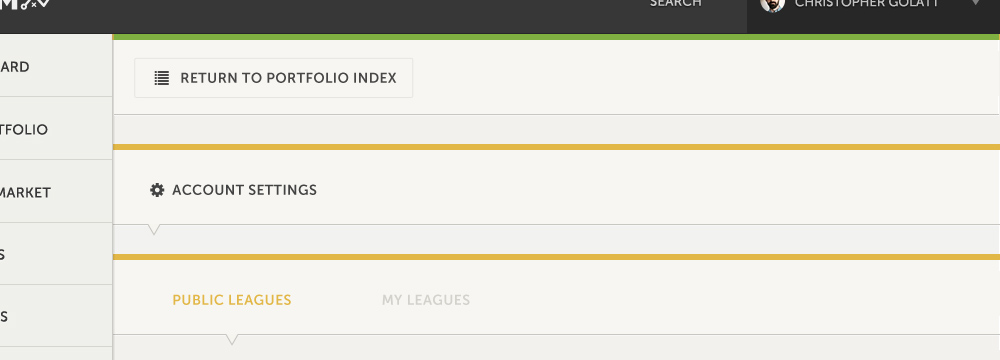 SEARCH
CHRISTOPHER GOLATT
ARD
RETURN TO PORTFOLIO INDEX
TFOLIO
MARKET
ACCOUNT SETTINGS
S
PUBLIC LEAGUES
MY LEAGUES
S